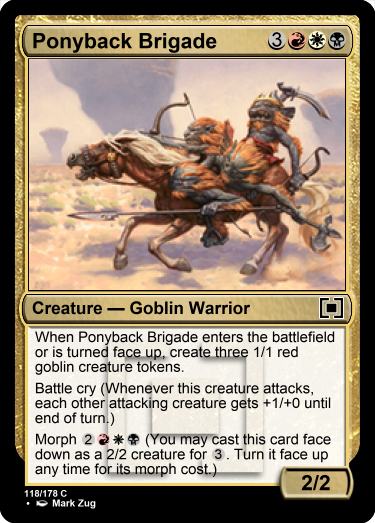 Ponyback Brigade 3
Creature — Goblin Warrior
When Ponyback Brigade enters the battlefield
or is turned face up, create three 1/1 red
goblin creature tokens.
Battle cry (Whenever this creature attacks,
each other attacking creature gets +1/+0 until
end of turn.)
Morph 2 (You may cast this card face
down as a 2/2 creature for 3 . Turn it face up
any time for its morph cost.)
2/2
118/178 C
• Mark Zug